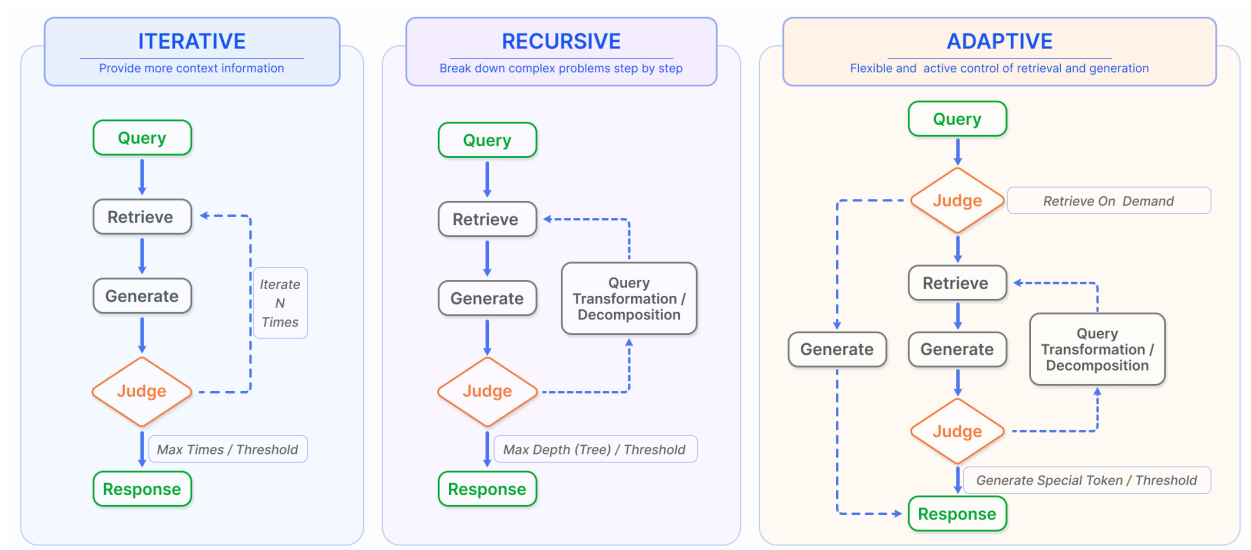 ITERATIVE
Provide more context information
Query
Retrieve
Generate
Iterate
N
Times
Judge
Max Times / Threshold
Response
RECURSIVE
Break down complex problems step by step
Query
Retrieve
Generate
Query
Transformation /
Decomposition
Judge
Max Depth (Tree) / Threshold
Response
ADAPTIVE
Flexible and active control of retrieval and generation
Query
Judge
Retrieve On Demand
Retrieve
Generate
Generate
Query
Transformation /
Decomposition
Judge
Generate Special Token / Threshold
Response